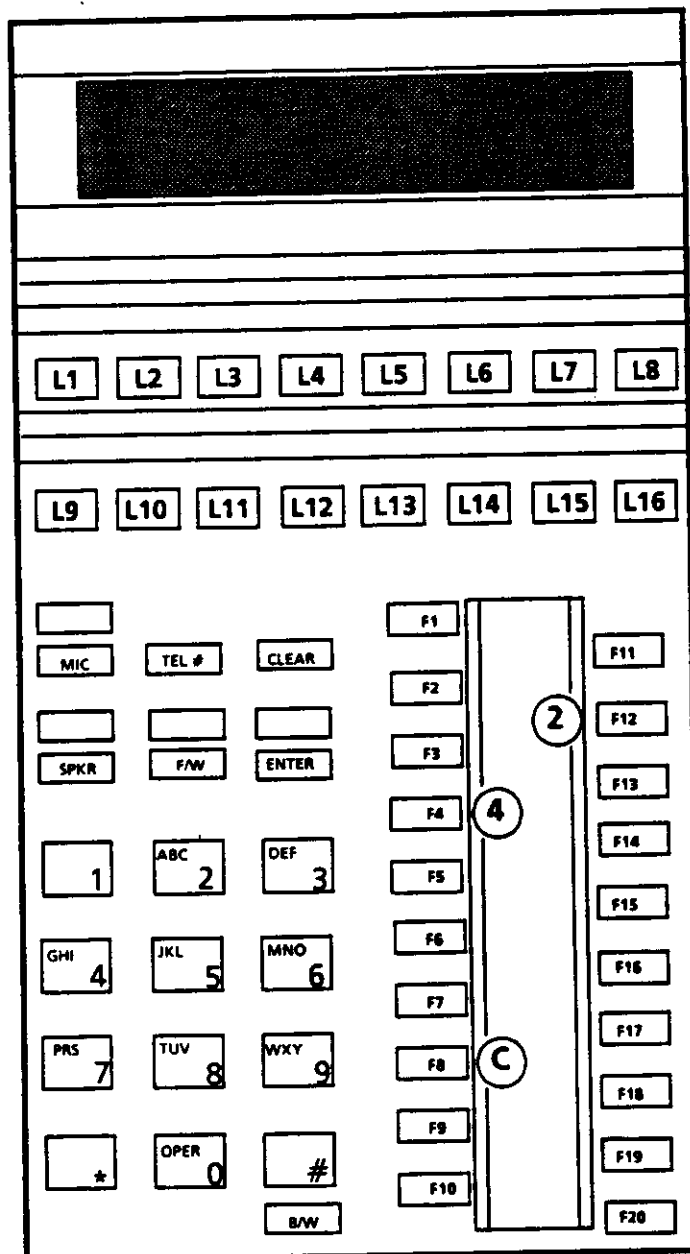 L1 L2 L3 L4 L5 L6 L7 L8
L9 L10 L11 L12 L13 L14 L15 L16
MIC TEL # CLEAR
SPKR F/W ENTER
1 ABC 2 DEF 3
GHI 4 JKL 5 MNO 6
PRS 7 TUV 8 WXY 9
* OPER 0 #
B/W
F1
F2
F3
F4 4
F5
F6
F7
F8 C
F9
F10
F11
2 F12
F13
F14
F15
F16
F17
F18
F19
F20